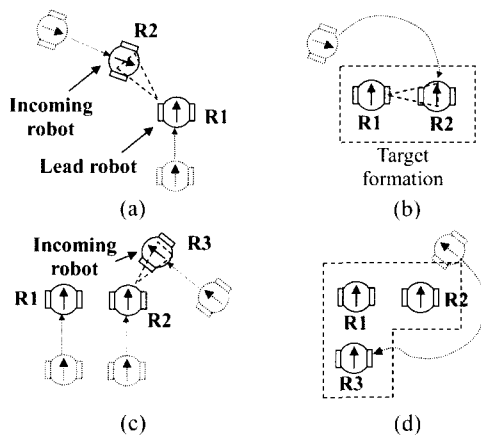 R2
Incoming
robot
R1
Lead robot
(a)
R1
R2
Target
formation
(b)
Incoming
robot
R3
R1
R2
(c)
R1
R2
R3
(d)